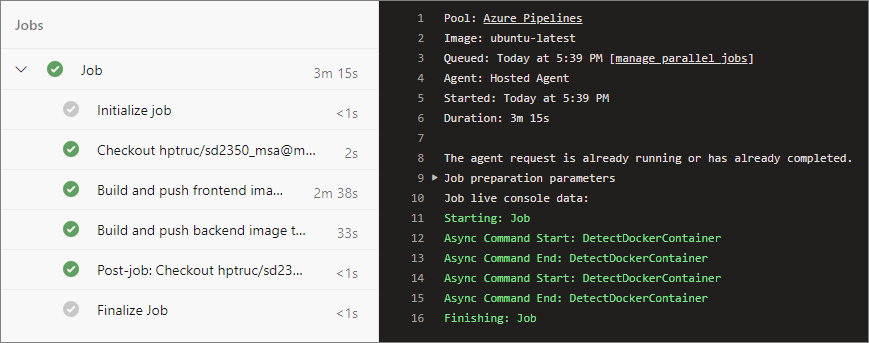 Jobs
Job 3m 15s
Initialize job <1s
Checkout hptruc/sd2350_msa@m... 2s
Build and push frontend ima... 2m 38s
Build and push backend image t... 33s
Post-job: Checkout hptruc/sd23... <1s
Finalize Job <1s
1 Pool: Azure Pipelines
2 Image: ubuntu-latest
3 Queued: Today at 5:39 PM [manage parallel jobs]
4 Agent: Hosted Agent
5 Started: Today at 5:39 PM
6 Duration: 3m 15s
7
8 The agent request is already running or has already completed.
9 Job preparation parameters
10 Job live console data:
11 Starting: Job
12 Async Command Start: DetectDockerContainer
13 Async Command End: DetectDockerContainer
14 Async Command Start: DetectDockerContainer
15 Async Command End: DetectDockerContainer
16 Finishing: Job